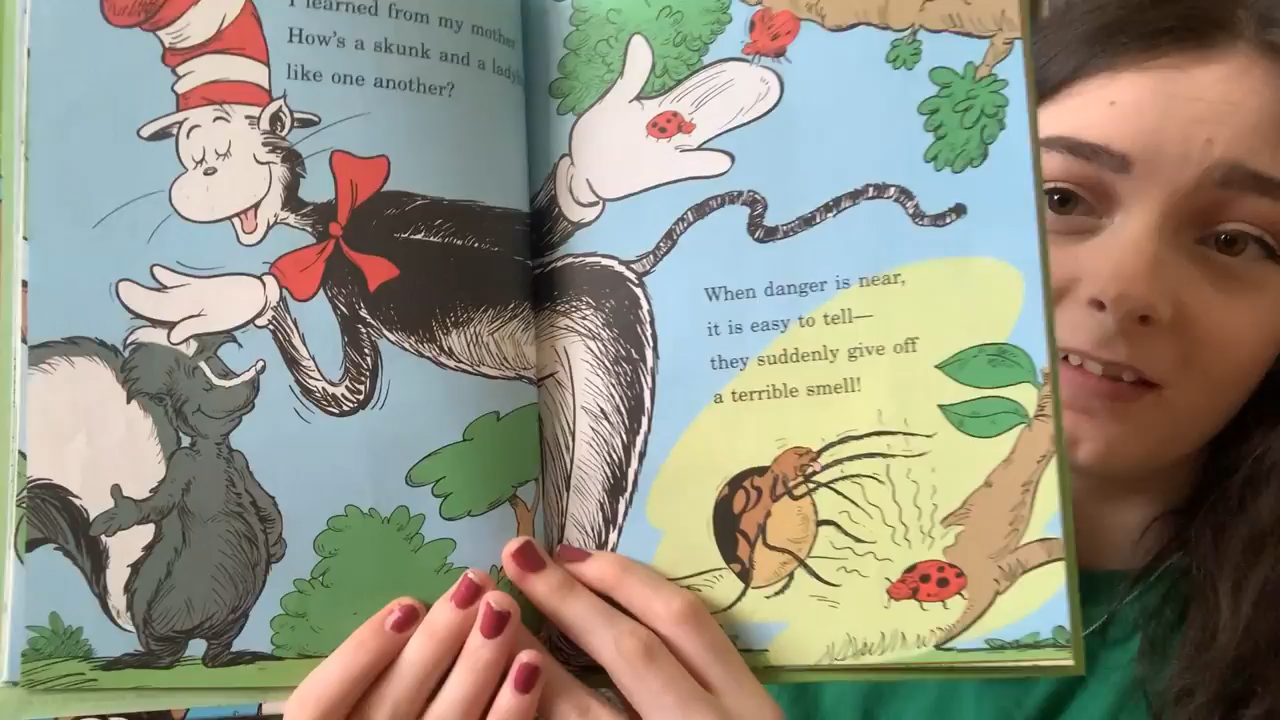 I learned from my mother
How's a skunk and a
like one another?
When danger is near,
it is easy to tell—
they suddenly give off
a terrible smell!